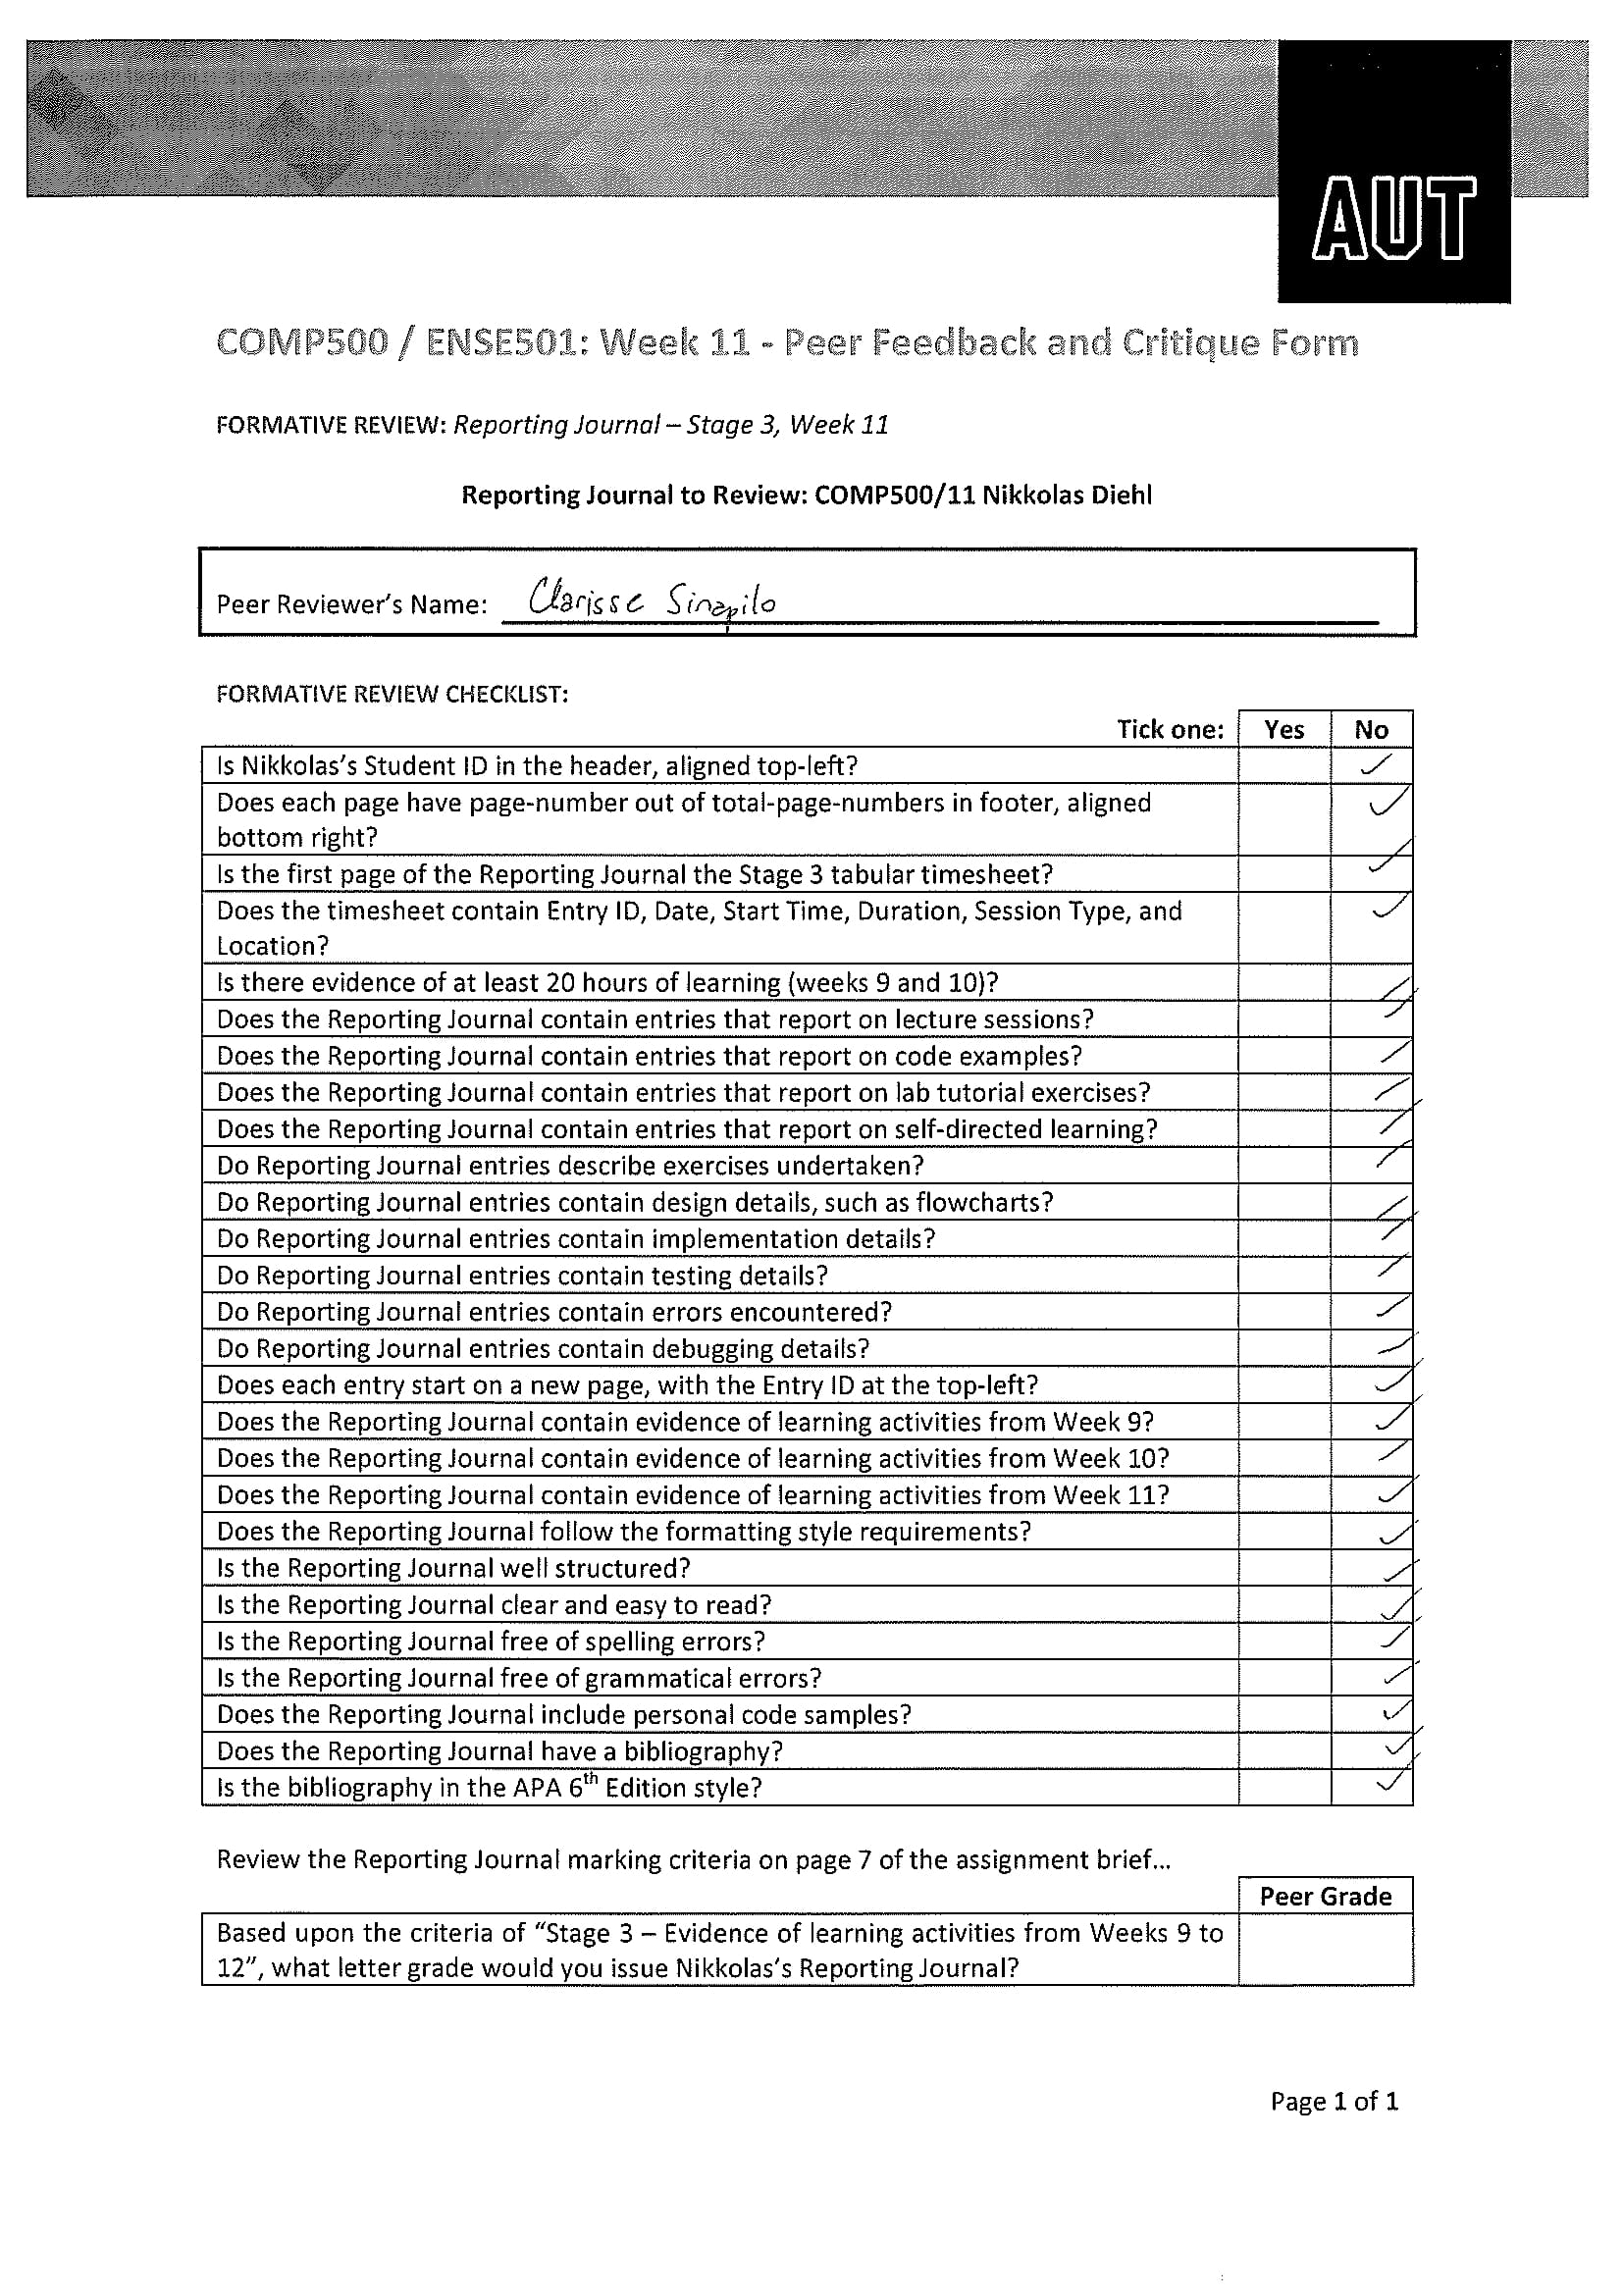 AUT
COMP500 / ENSE501: Week 11 - Peer Feedback and Critique Form
FORMATIVE REVIEW: Reporting Journal – Stage 3, Week 11
Reporting Journal to Review: COMP500/11 Nikkolas Diehl
Peer Reviewer's Name: Clarisse Sinapilo
FORMATIVE REVIEW CHECKLIST:
Tick one: Yes No
Is Nikkolas's Student ID in the header, aligned top-left? ✓
Does each page have page-number out of total-page-numbers in footer, aligned ✓
bottom right?
Is the first page of the Reporting Journal the Stage 3 tabular timesheet? ✓
Does the timesheet contain Entry ID, Date, Start Time, Duration, Session Type, and ✓
Location?
Is there evidence of at least 20 hours of learning (weeks 9 and 10)? ✓
Does the Reporting Journal contain entries that report on lecture sessions? ✓
Does the Reporting Journal contain entries that report on code examples? ✓
Does the Reporting Journal contain entries that report on lab tutorial exercises? ✓
Does the Reporting Journal contain entries that report on self-directed learning? ✓
Do Reporting Journal entries describe exercises undertaken? ✓
Do Reporting Journal entries contain design details, such as flowcharts? ✓
Do Reporting Journal entries contain implementation details? ✓
Do Reporting Journal entries contain testing details? ✓
Do Reporting Journal entries contain errors encountered? ✓
Do Reporting Journal entries contain debugging details? ✓
Does each entry start on a new page, with the Entry ID at the top-left? ✓
Does the Reporting Journal contain evidence of learning activities from Week 9? ✓
Does the Reporting Journal contain evidence of learning activities from Week 10? ✓
Does the Reporting Journal contain evidence of learning activities from Week 11? ✓
Does the Reporting Journal follow the formatting style requirements? ✓
Is the Reporting Journal well structured? ✓
Is the Reporting Journal clear and easy to read? ✓
Is the Reporting Journal free of spelling errors? ✓
Is the Reporting Journal free of grammatical errors? ✓
Does the Reporting Journal include personal code samples? ✓
Does the Reporting Journal have a bibliography? ✓
Is the bibliography in the APA 6th Edition style? ✓
Review the Reporting Journal marking criteria on page 7 of the assignment brief...
Peer Grade
Based upon the criteria of "Stage 3 – Evidence of learning activities from Weeks 9 to
12", what letter grade would you issue Nikkolas's Reporting Journal?
Page 1 of 1